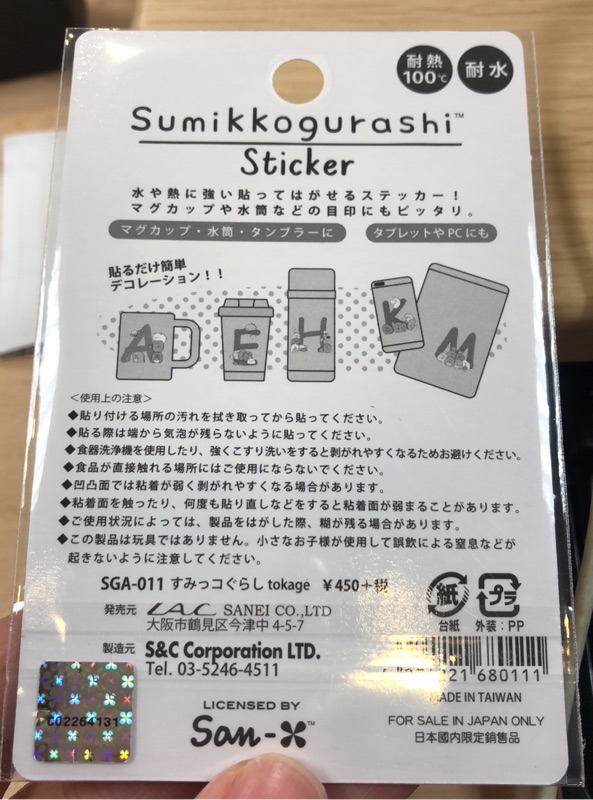 耐熱
100℃
耐水
Sumikkogurashi™
Sticker
水や熱に強い貼ってはがせるステッカー！
マグカップや水筒などの目印にもピッタリ。
マグカップ・水筒・タンブラーに
タブレットやPCにも
貼るだけ簡単
デコレーション！！
A
F
H
K
M
＜使用上の注意＞
◆貼り付ける場所の汚れを拭き取ってから貼ってください。
◆貼る際は端から気泡が残らないように貼ってください。
◆食器洗浄機を使用したり、強くこすり洗いをすると剥がれやすくなるためお避けください。
◆食品が直接触れる場所にはご使用にならないでください。
◆凹凸面では粘着が弱く剥がれやすくなる場合があります。
◆粘着面を触ったり、何度も貼り直しなどをすると粘着面が弱まることがあります。
◆ご使用状況によっては、製品をはがした際、糊が残る場合があります。
◆この製品は玩具ではありません。小さなお子様が使用して誤飲による窒息などが
起きないように注意してください。
SGA-011 すみっコぐらし tokage ￥450＋税
発売元 LAC SANEI CO.,LTD
大阪市鶴見区今津中 4-5-7
製造元 S&C Corporation LTD.
Tel. 03-5246-4511
紙
台紙
プラ
外装：PP
21 680111
MADE IN TAIWAN
C02264131
LICENSED BY
San-X™
FOR SALE IN JAPAN ONLY
日本国内限定銷售品